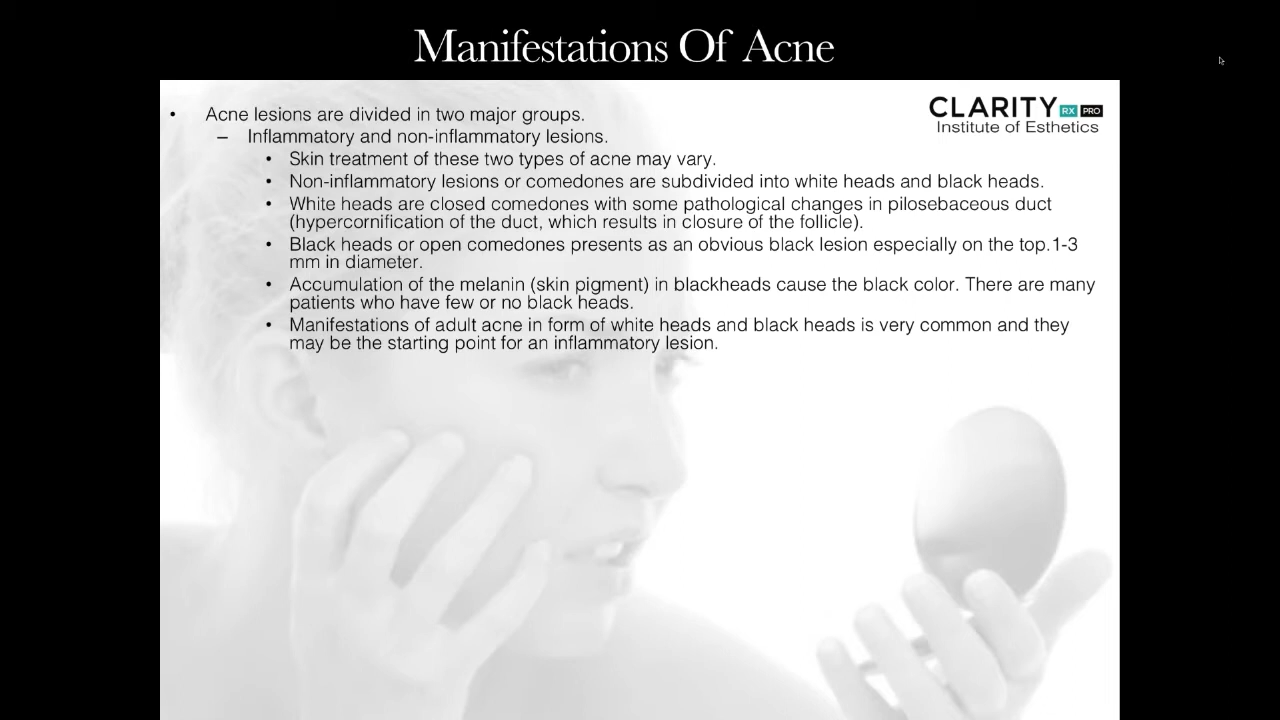 Manifestations Of Acne
CLARITY RX PRO
Institute of Esthetics
• Acne lesions are divided in two major groups.
– Inflammatory and non-inflammatory lesions.
• Skin treatment of these two types of acne may vary.
• Non-inflammatory lesions or comedones are subdivided into white heads and black heads.
• White heads are closed comedones with some pathological changes in pilosebaceous duct
(hypercornification of the duct, which results in closure of the follicle).
• Black heads or open comedones presents as an obvious black lesion especially on the top.1-3
mm in diameter.
• Accumulation of the melanin (skin pigment) in blackheads cause the black color. There are many
patients who have few or no black heads.
• Manifestations of adult acne in form of white heads and black heads is very common and they
may be the starting point for an inflammatory lesion.